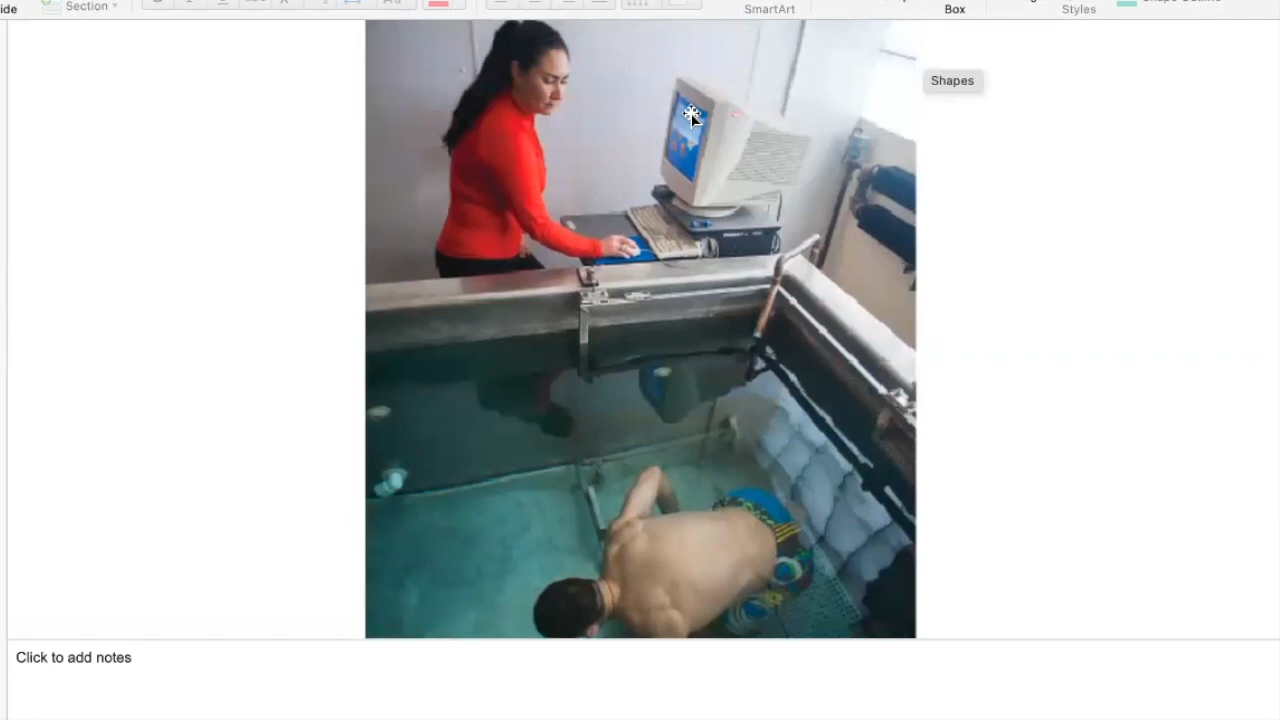 ide
Section
SmartArt
Box
Styles
Shapes
Click to add notes